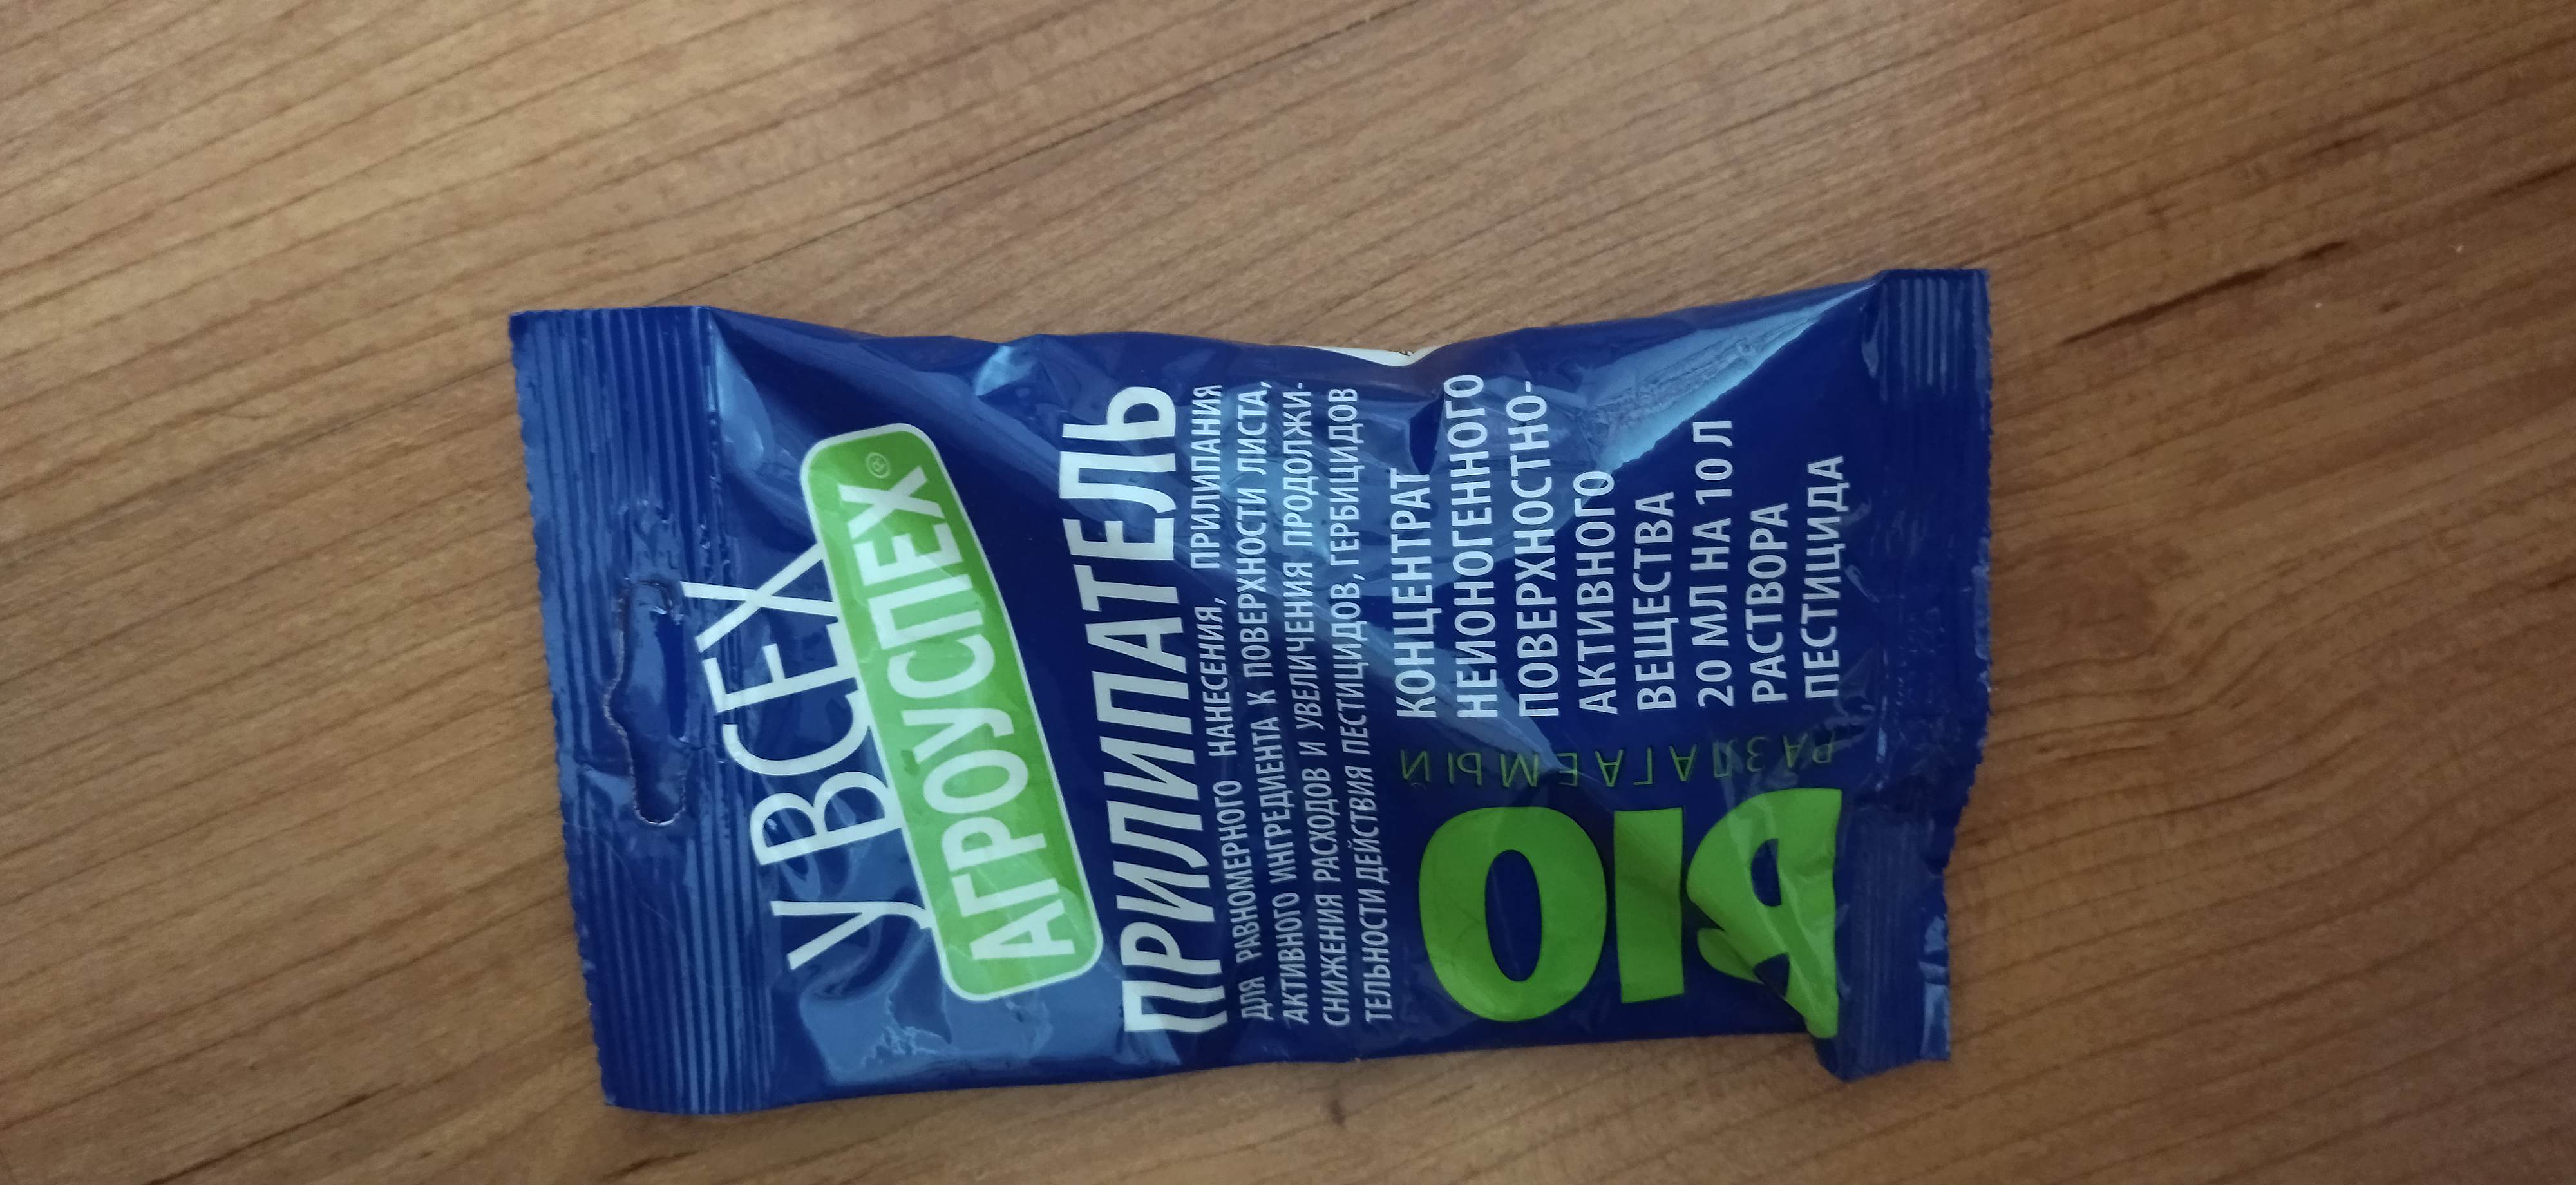 У ВСЕХ
АГРОУСПЕХ®
ПРИЛИПАТЕЛЬ
ДЛЯ РАВНОМЕРНОГО НАНЕСЕНИЯ, ПРИЛИПАНИЯ
АКТИВНОГО ИНГРЕДИЕНТА К ПОВЕРХНОСТИ ЛИСТА,
СНИЖЕНИЯ РАСХОДОВ И УВЕЛИЧЕНИЯ ПРОДОЛЖИ-
ТЕЛЬНОСТИ ДЕЙСТВИЯ ПЕСТИЦИДОВ, ГЕРБИЦИДОВ
BIO
РАЗЛАГАЕМЫЙ
КОНЦЕНТРАТ
НЕИОНОГЕННОГО
ПОВЕРХНОСТНО-
АКТИВНОГО
ВЕЩЕСТВА
20 МЛ НА 10 Л
РАСТВОРА
ПЕСТИЦИДА